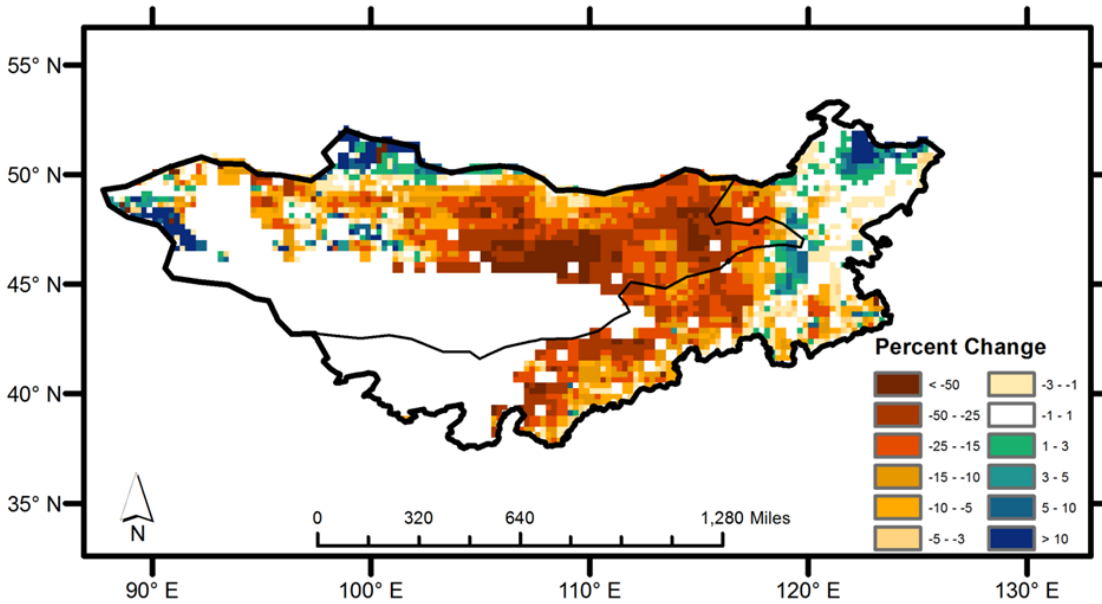 55° N
50° N
45° N
40° N
35° N
Percent Change
< -50
-3 - -1
-50 - -25
-1 - 1
-25 - -15
1 - 3
-15 - -10
3 - 5
-10 - -5
5 - 10
-5 - -3
> 10
N
0 320 640 1,280 Miles
90° E 100° E 110° E 120° E 130° E